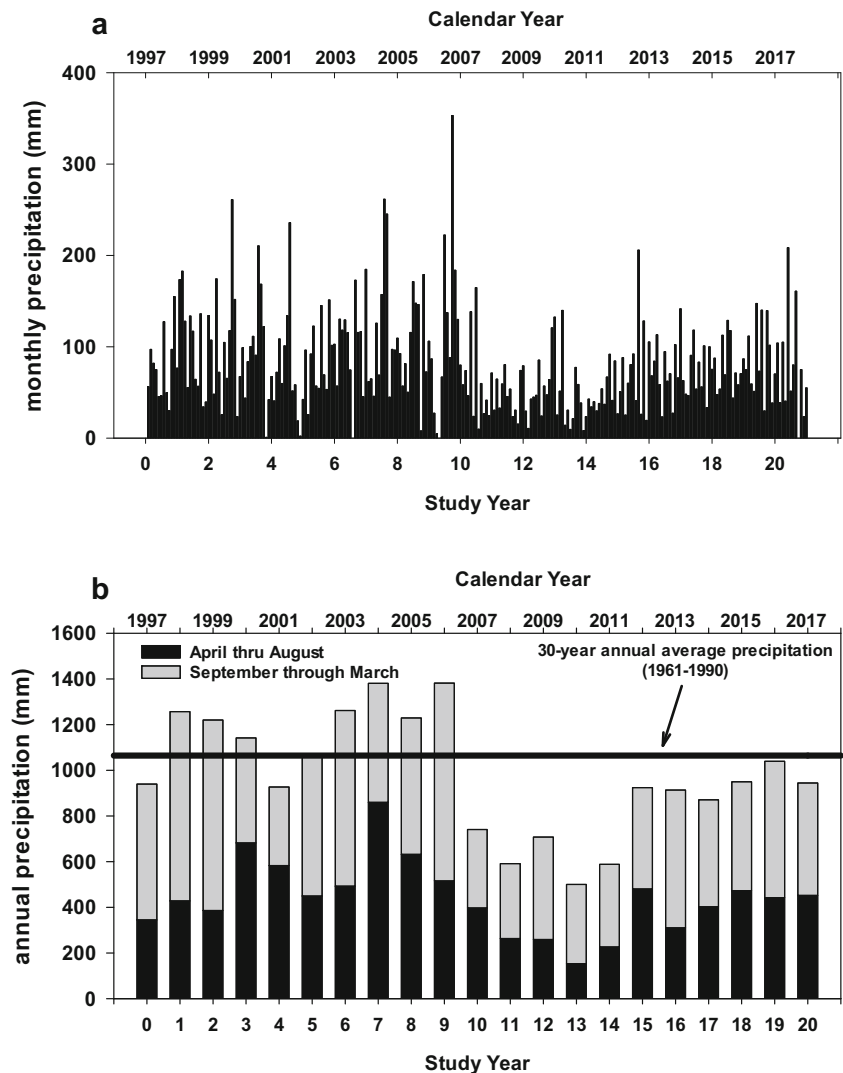 a
Calendar Year
1997 1999 2001 2003 2005 2007 2009 2011 2013 2015 2017
400
300
200
100
0
monthly precipitation (mm)
0 2 4 6 8 10 12 14 16 18 20
Study Year
b
Calendar Year
1997 1999 2001 2003 2005 2007 2009 2011 2013 2015 2017
1600
1400
1200
1000
800
600
400
200
0
annual precipitation (mm)
April thru August
September through March
30-year annual average precipitation
(1961-1990)
0 1 2 3 4 5 6 7 8 9 10 11 12 13 14 15 16 17 18 19 20
Study Year